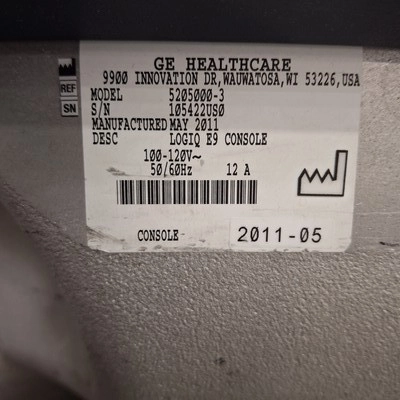 GE HEALTHCARE
9900 INNOVATION DR,WAUWATOSA,WI 53226,USA
REF MODEL 5205000-3
SN S/N 105422US0
MANUFACTURED MAY 2011
DESC LOGIQ E9 CONSOLE
100-120V~
50/60Hz 12 A
CONSOLE
2011-05